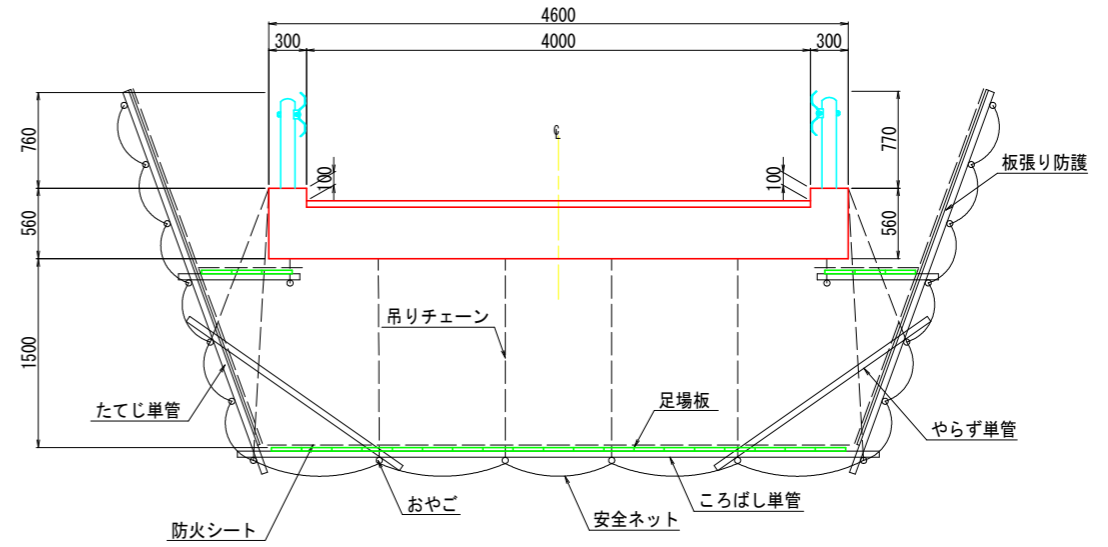 4600
300
4000
300
760
770
100
100
板張り防護
560
560
吊りチェーン
1500
たてじ単管
足場板
やらず単管
おやご
ころばし単管
安全ネット
防火シート
℄